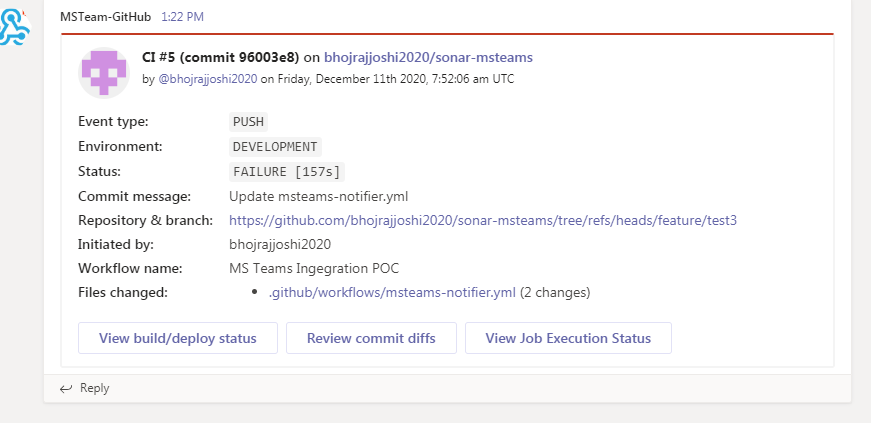 MSTeam-GitHub 1:22 PM
CI #5 (commit 96003e8) on bhojrajjoshi2020/sonar-msteams
by @bhojrajjoshi2020 on Friday, December 11th 2020, 7:52:06 am UTC
Event type: PUSH
Environment: DEVELOPMENT
Status: FAILURE [157s]
Commit message: Update msteams-notifier.yml
Repository & branch: https://github.com/bhojrajjoshi2020/sonar-msteams/tree/refs/heads/feature/test3
Initiated by: bhojrajjoshi2020
Workflow name: MS Teams Ingegration POC
Files changed: • .github/workflows/msteams-notifier.yml (2 changes)
View build/deploy status Review commit diffs View Job Execution Status
Reply